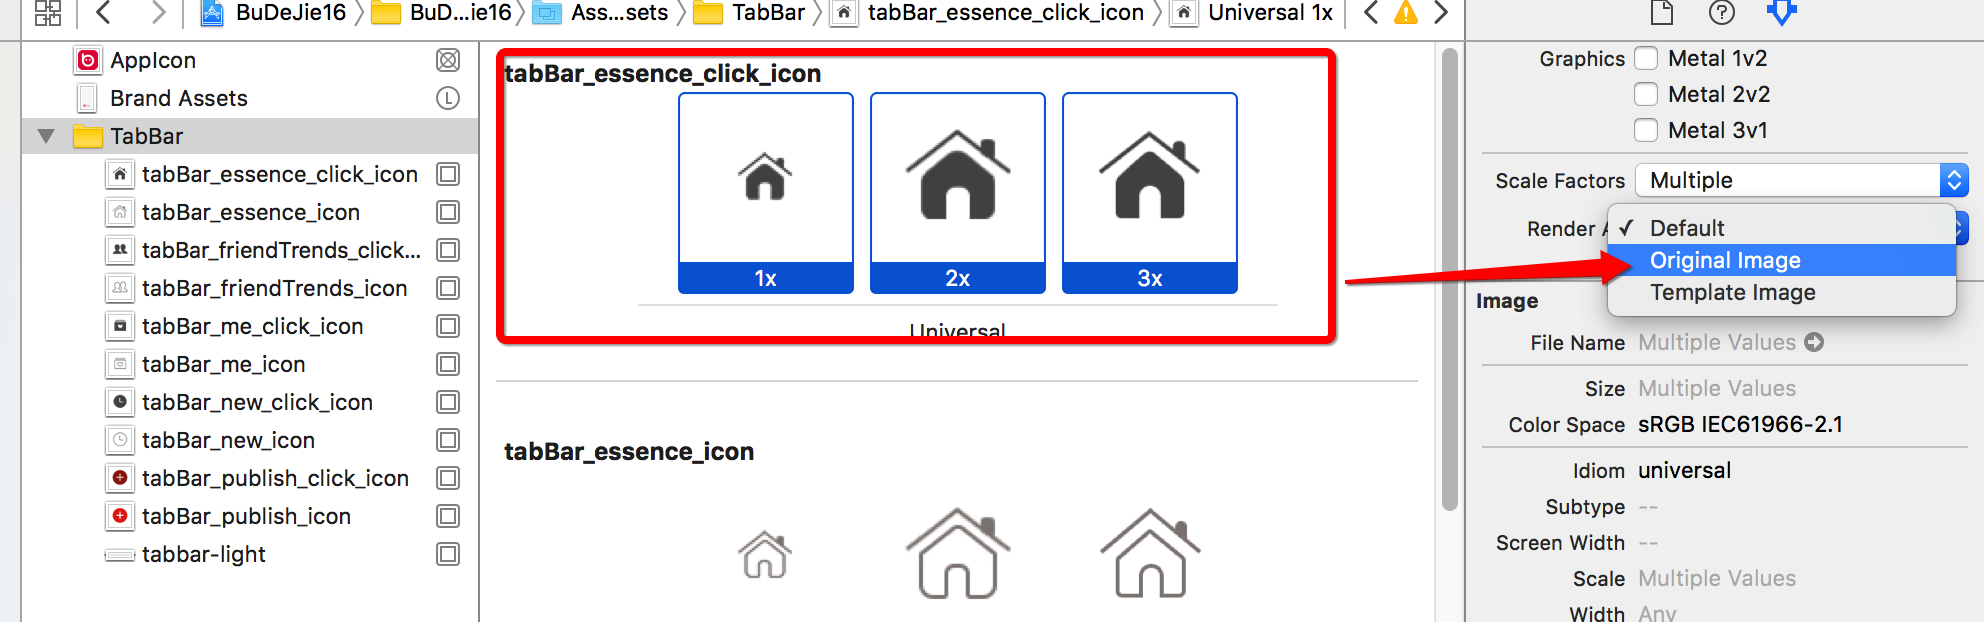 BuDeJie16
BuD...ie16
Ass...sets
TabBar
tabBar_essence_click_icon
Universal 1x
AppIcon
Brand Assets
L
TabBar
tabBar_essence_click_icon
tabBar_essence_icon
tabBar_friendTrends_click...
tabBar_friendTrends_icon
tabBar_me_click_icon
tabBar_me_icon
tabBar_new_click_icon
tabBar_new_icon
tabBar_publish_click_icon
tabBar_publish_icon
tabbar-light
tabBar_essence_click_icon
1x
2x
3x
Universal
tabBar_essence_icon
?
Graphics
Metal 1v2
Metal 2v2
Metal 3v1
Scale Factors Multiple
Render A
✓ Default
Original Image
Template Image
Image
File Name Multiple Values
Size Multiple Values
Color Space sRGB IEC61966-2.1
Idiom universal
Subtype --
Screen Width --
Scale Multiple Values
Width Any